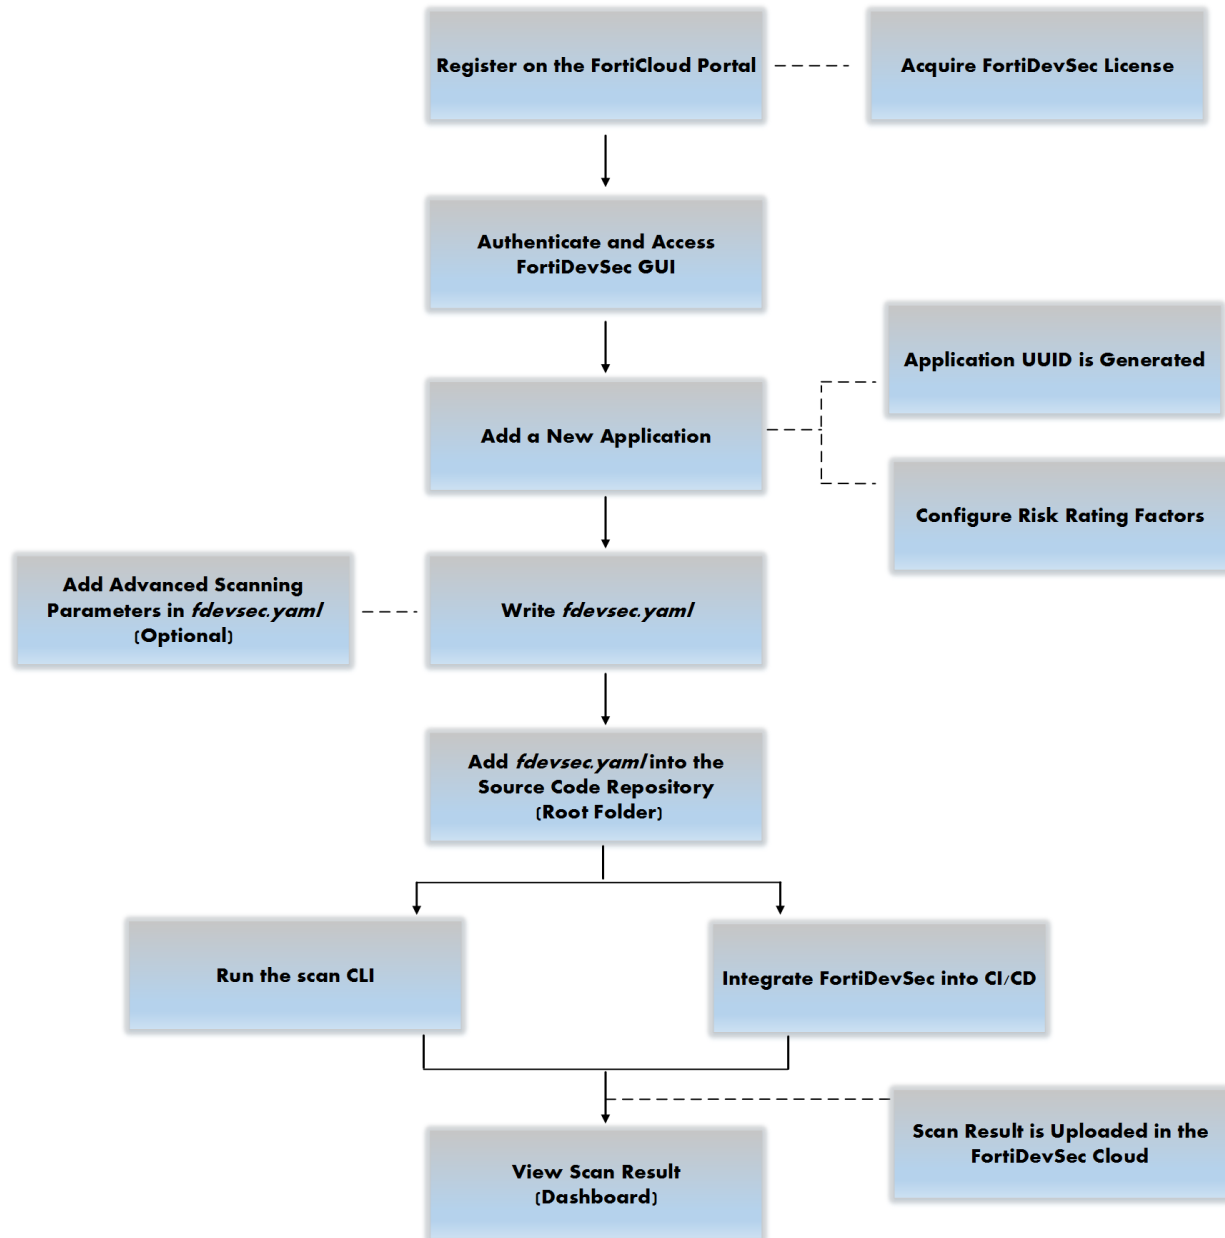 Register on the FortiCloud Portal
Acquire FortiDevSec License
Authenticate and Access
FortiDevSec GUI
Application UUID is Generated
Add a New Application
Configure Risk Rating Factors
Add Advanced Scanning
Parameters in fdevsec.yaml
(Optional)
Write fdevsec.yaml
Add fdevsec.yaml into the
Source Code Repository
(Root Folder)
Run the scan CLI
Integrate FortiDevSec into CI/CD
Scan Result is Uploaded in the
FortiDevSec Cloud
View Scan Result
(Dashboard)